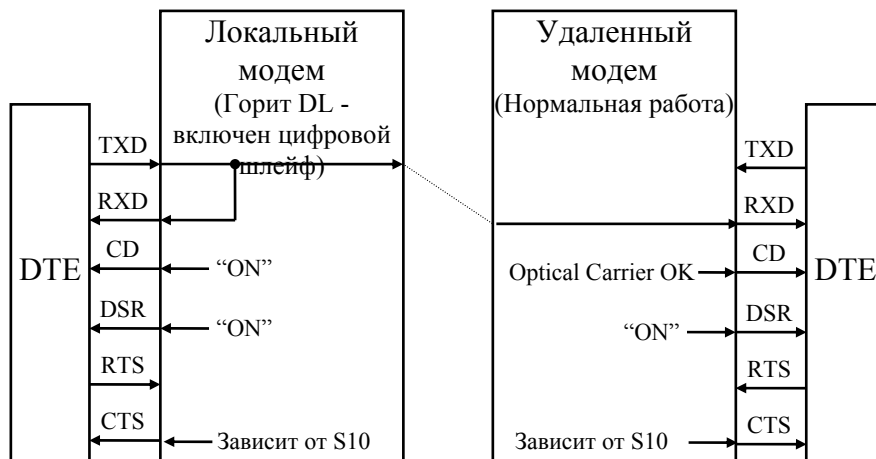 Локальный
модем
(Горит DL -
включен цифровой
шлейф)
Удаленный
модем
(Нормальная работа)
DTE
TXD
RXD
CD
DSR
RTS
CTS
“ON”
“ON”
Зависит от S10
Optical Carrier OK
“ON”
Зависит от S10
TXD
RXD
CD
DSR
RTS
CTS
DTE